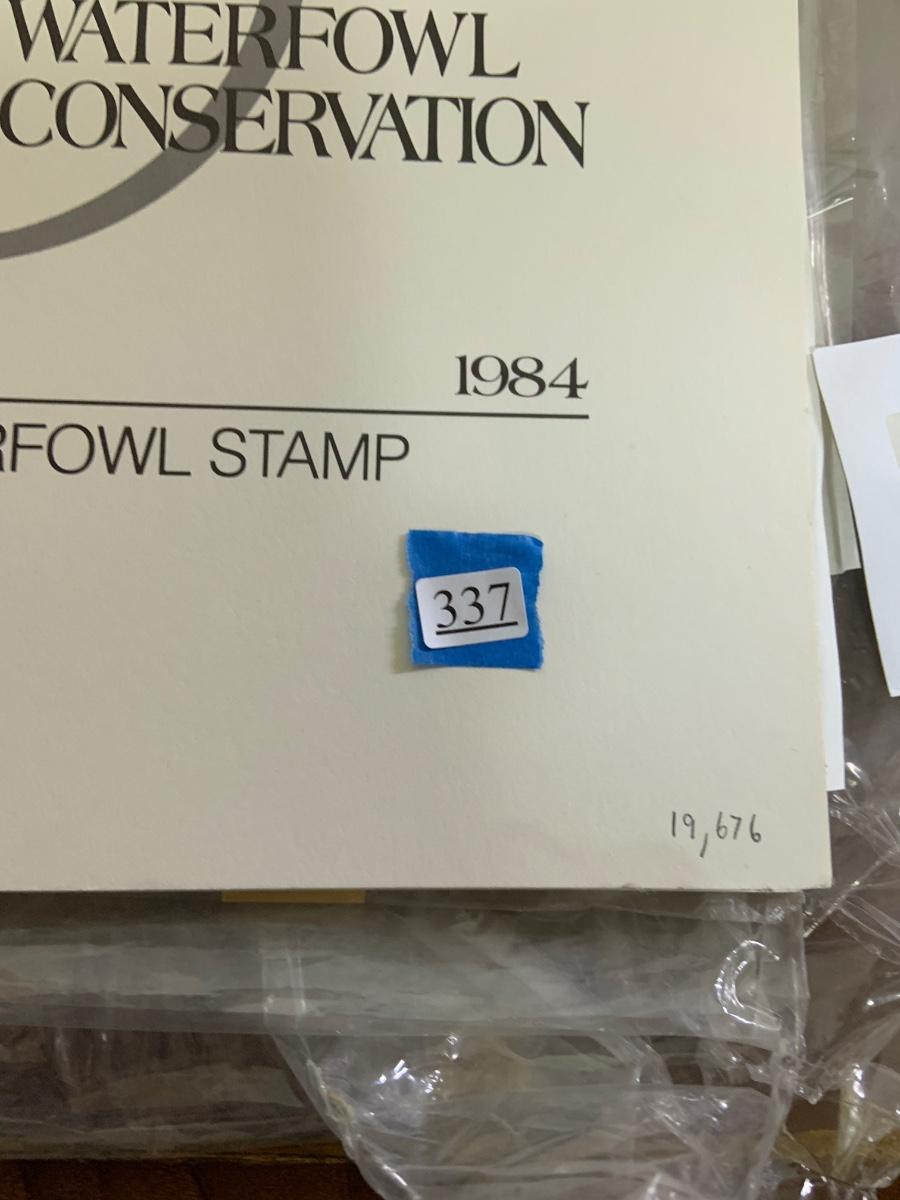 WATERFOWL
CONSERVATION
1984
RFOWL STAMP
337
19,676